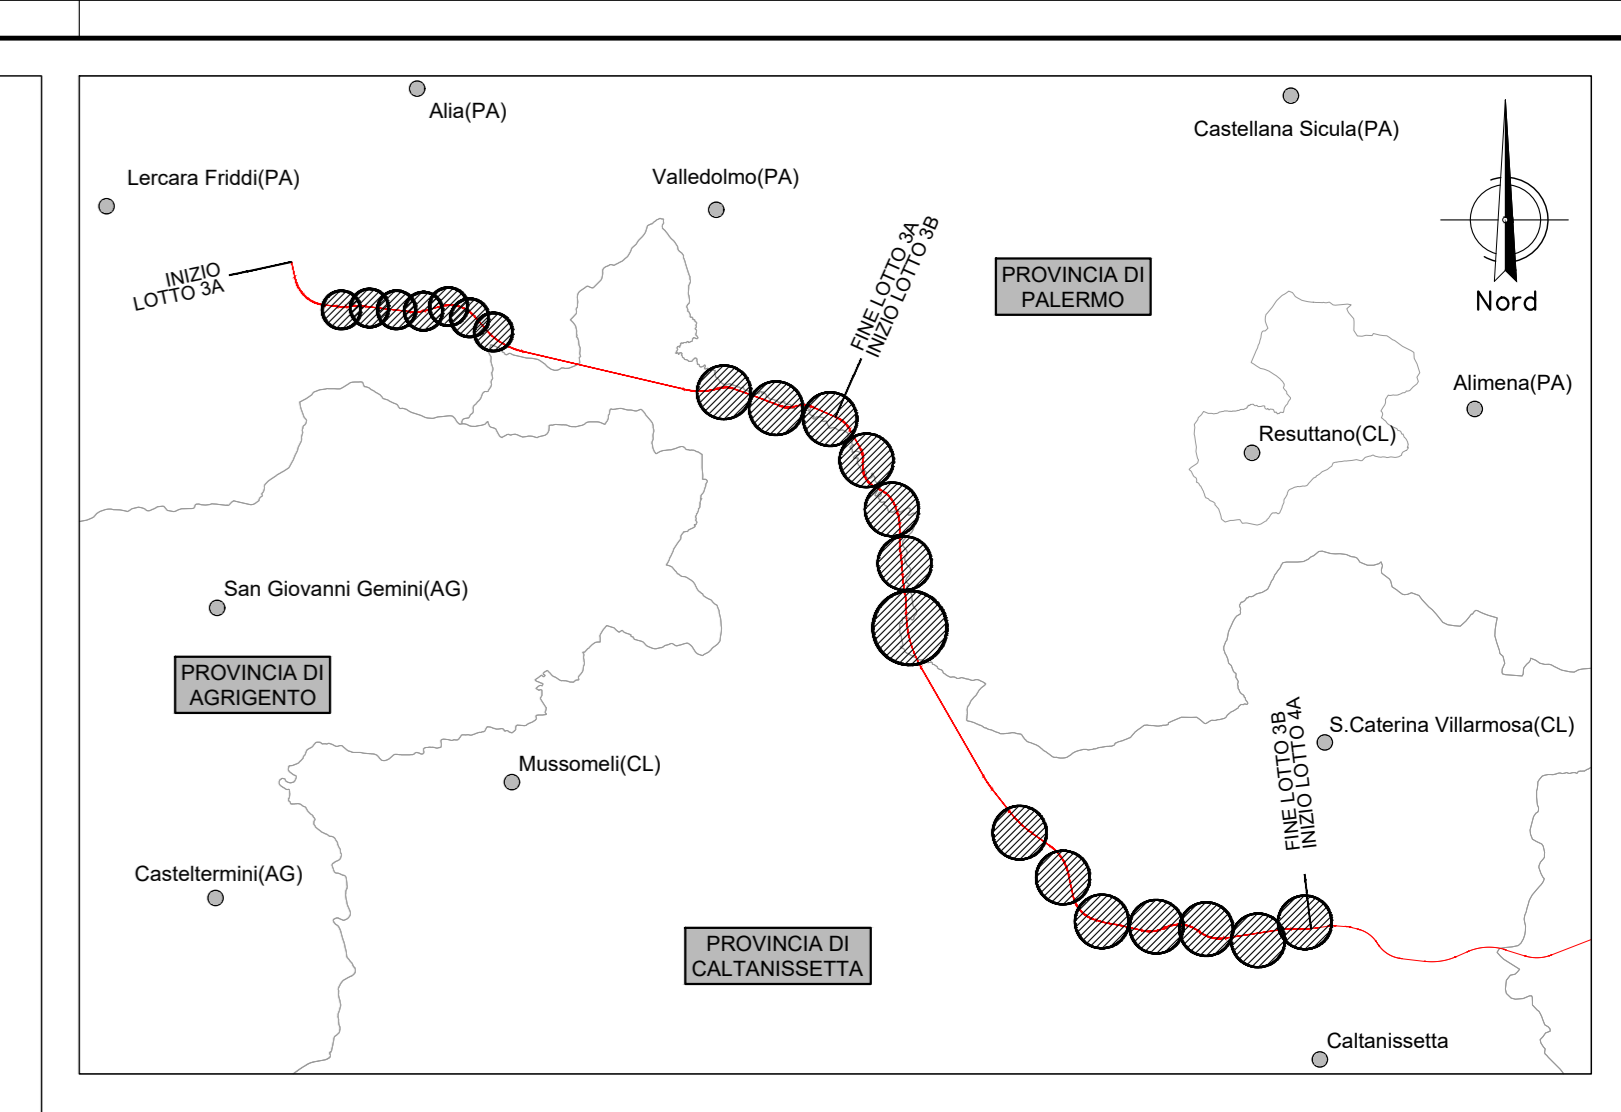 Alia(PA)
Castellana Sicula(PA)
Lercara Friddi(PA)
Valledolmo(PA)
INIZIO
LOTTO 3A
FINE LOTTO 3A
INIZIO LOTTO 3B
PROVINCIA DI
PALERMO
Nord
Alimena(PA)
Resuttano(CL)
San Giovanni Gemini(AG)
PROVINCIA DI
AGRIGENTO
FINE LOTTO 3B
INIZIO LOTTO 4A
S.Caterina Villarmosa(CL)
Mussomeli(CL)
Casteltermini(AG)
PROVINCIA DI
CALTANISSETTA
Caltanissetta